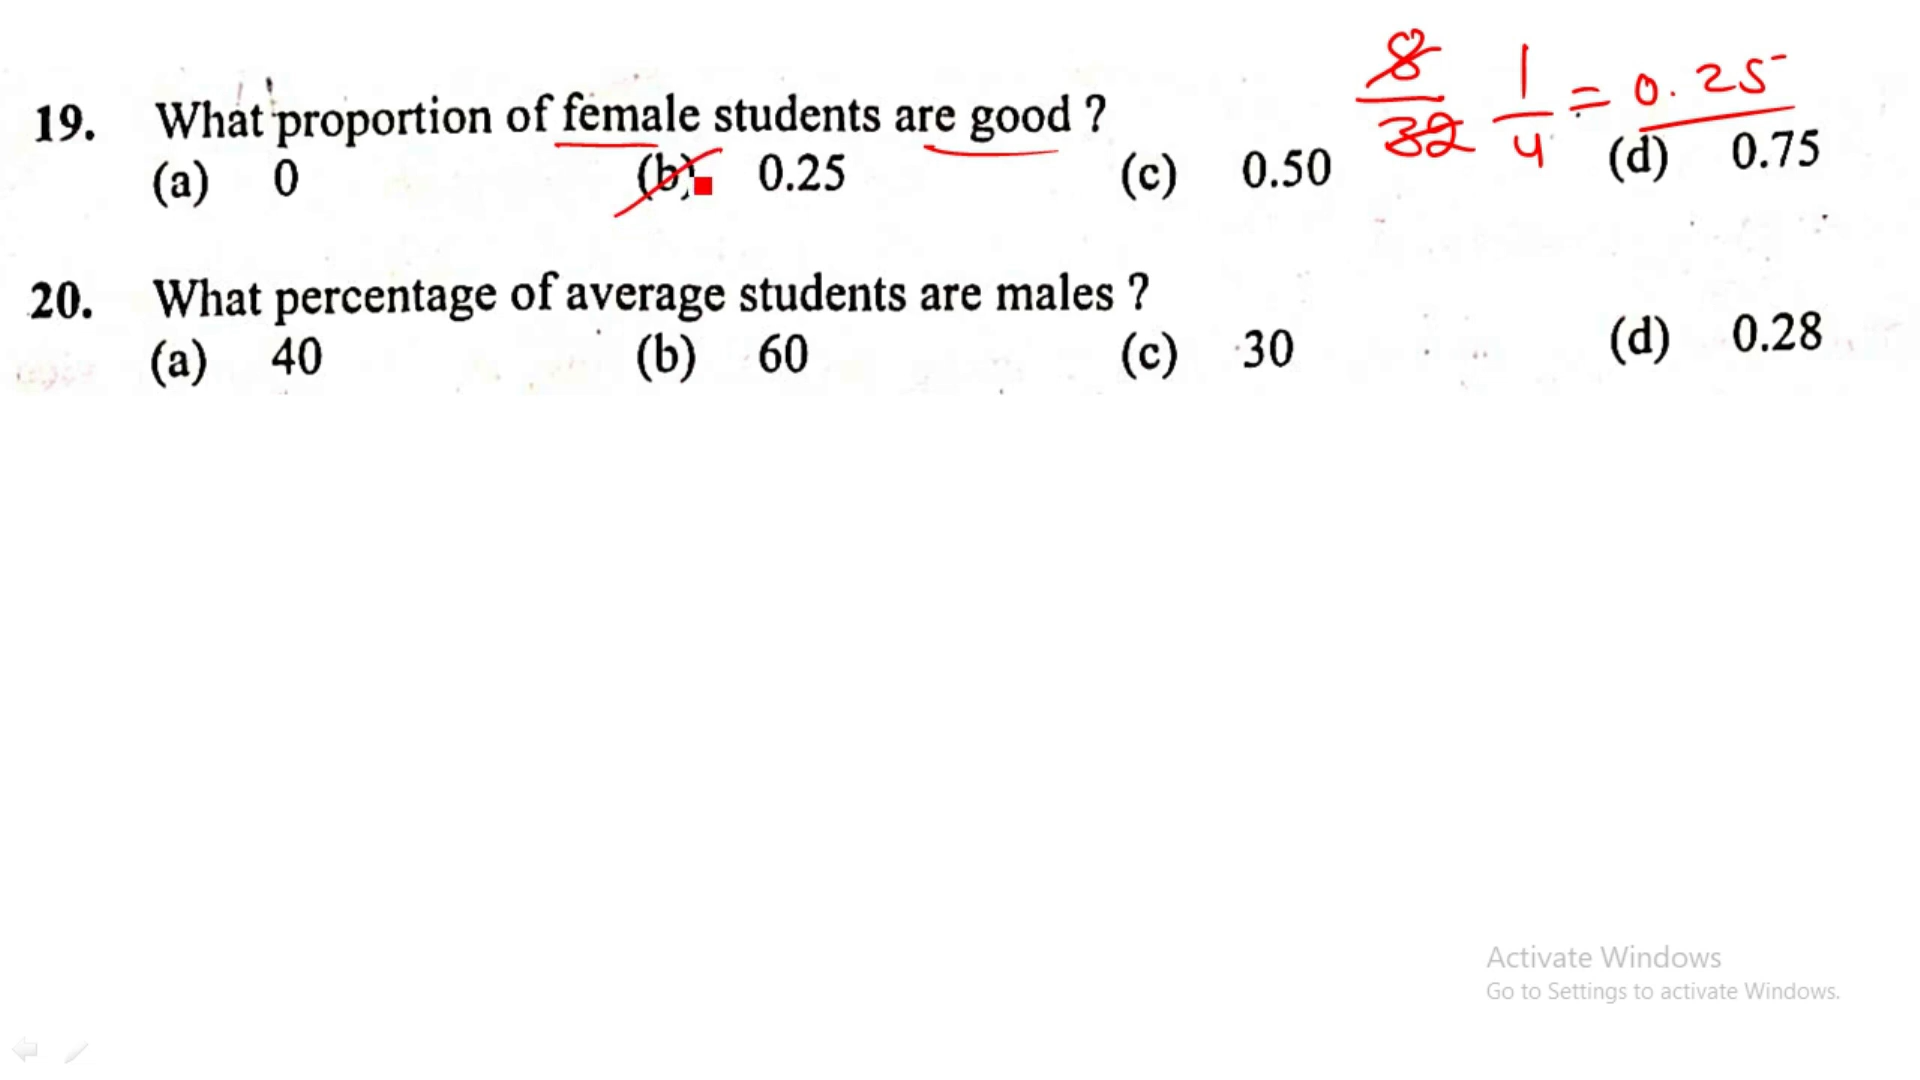 8/32 1/4 = 0.25
19. What proportion of female students are good ?
(a) 0 (b) 0.25 (c) 0.50 (d) 0.75
20. What percentage of average students are males ?
(a) 40 (b) 60 (c) 30 (d) 0.28
Activate Windows
Go to Settings to activate Windows.